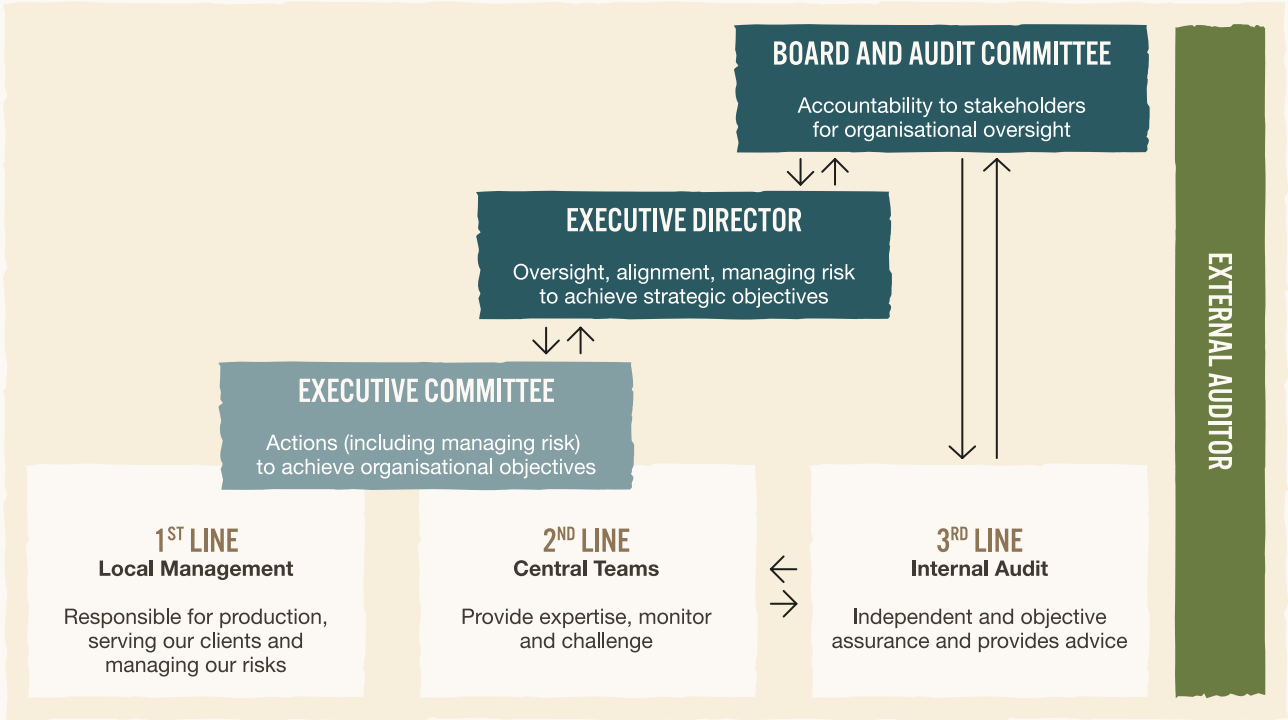 BOARD AND AUDIT COMMITTEE
Accountability to stakeholders
for organisational oversight
EXECUTIVE DIRECTOR
Oversight, alignment, managing risk
to achieve strategic objectives
EXECUTIVE COMMITTEE
Actions (including managing risk)
to achieve organisational objectives
1ST LINE
Local Management
Responsible for production,
serving our clients and
managing our risks
2ND LINE
Central Teams
Provide expertise, monitor
and challenge
3RD LINE
Internal Audit
Independent and objective
assurance and provides advice
EXTERNAL AUDITOR